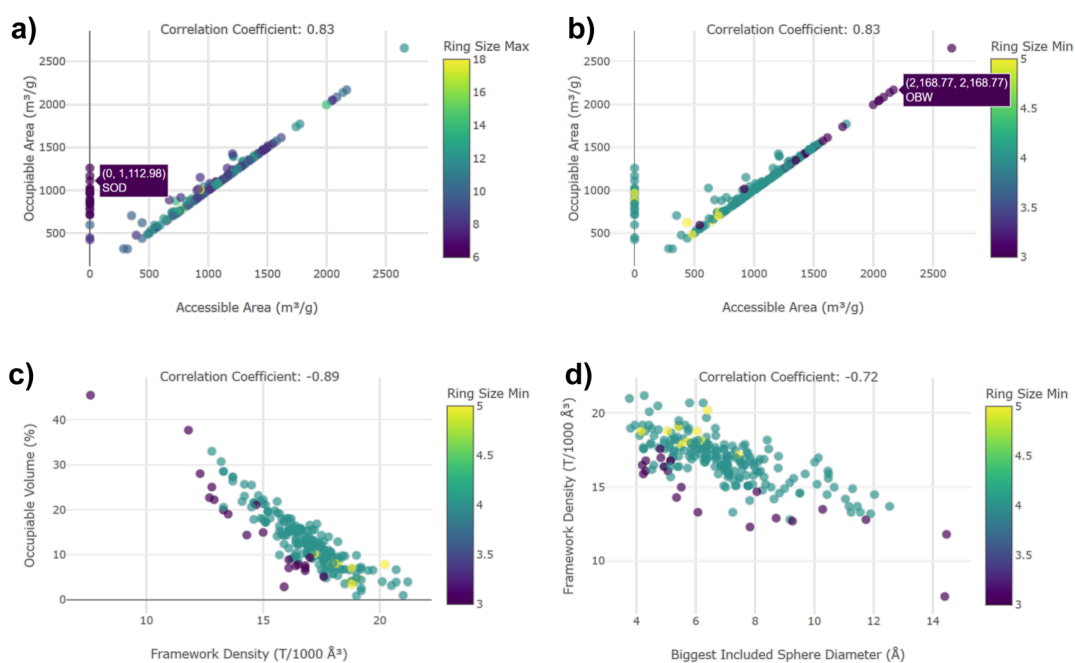 a)
Correlation Coefficient: 0.83
Ring Size Max
Occupiable Area (m³/g)
2500
2000
1500
1000
500
(0, 1,112.98)
SOD
18
16
14
12
10
8
6
0
500
1000
1500
2000
2500
Accessible Area (m³/g)
b)
Correlation Coefficient: 0.83
Ring Size Min
Occupiable Area (m³/g)
2500
2000
1500
1000
500
(2,168.77, 2,168.77)
OBW
5
4.5
4
3.5
3
0
500
1000
1500
2000
2500
Accessible Area (m³/g)
c)
Correlation Coefficient: -0.89
Ring Size Min
Occupiable Volume (%)
40
30
20
10
0
5
4.5
4
3.5
3
10
15
20
Framework Density (T/1000 Å³)
d)
Correlation Coefficient: -0.72
Ring Size Min
Framework Density (T/1000 Å³)
20
15
10
5
4.5
4
3.5
3
4
6
8
10
12
14
Biggest Included Sphere Diameter (Å)